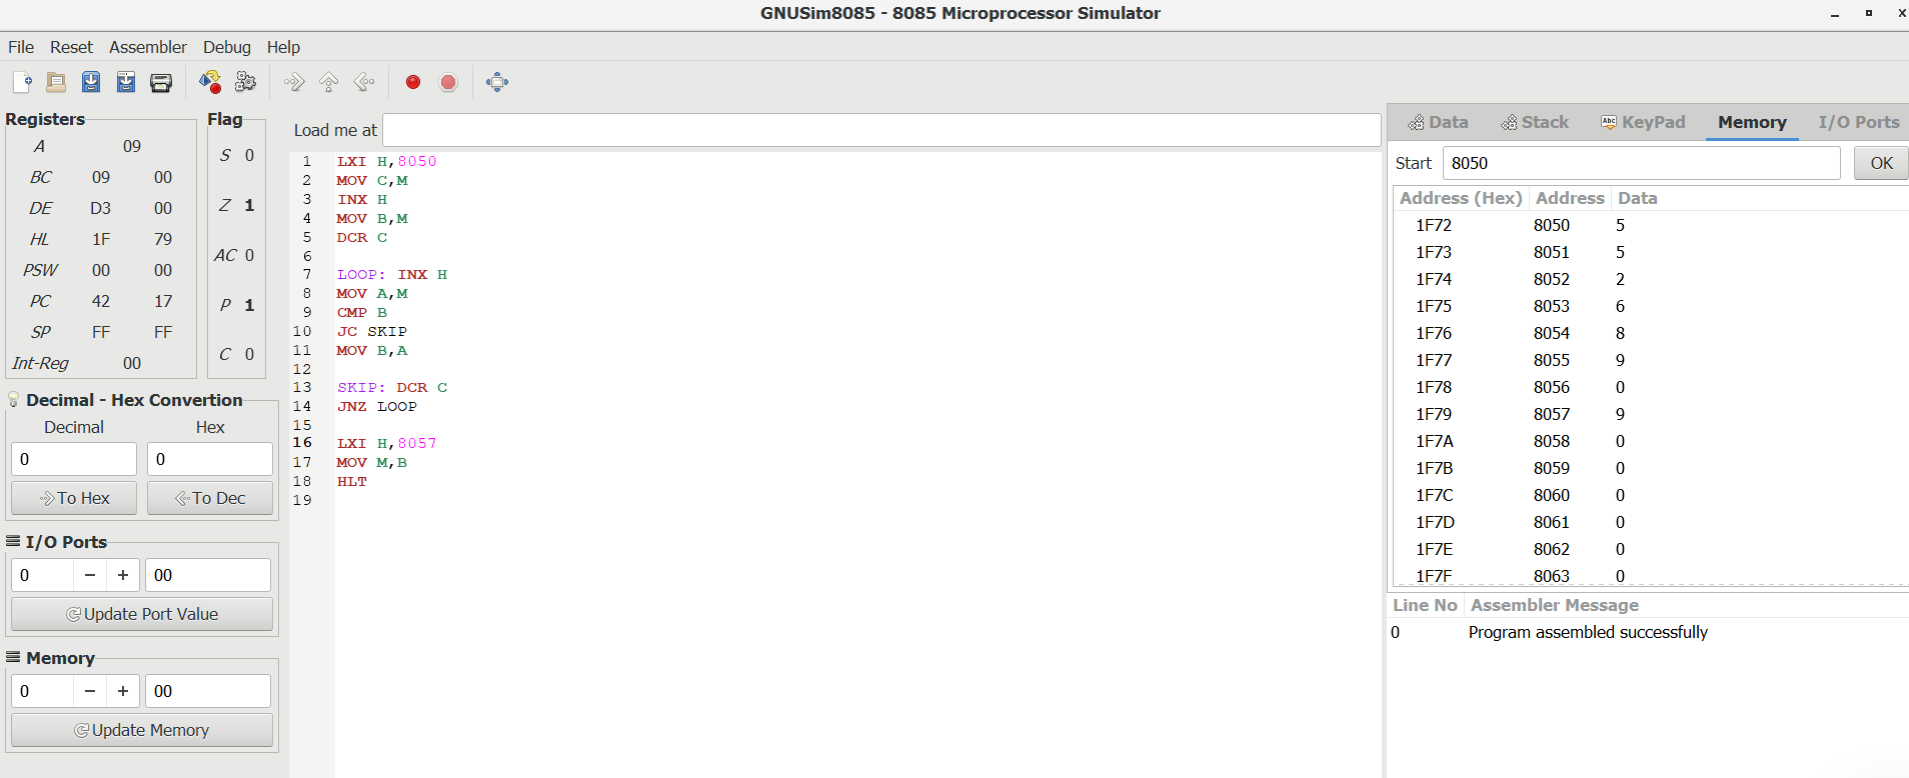 GNUSim8085 - 8085 Microprocessor Simulator
File Reset Assembler Debug Help
Registers
A 09
BC 09 00
DE D3 00
HL 1F 79
PSW 00 00
PC 42 17
SP FF FF
Int-Reg 00
Flag
S 0
Z 1
AC 0
P 1
C 0
Decimal - Hex Convertion
Decimal Hex
0 0
To Hex To Dec
I/O Ports
0 − + 00
Update Port Value
Memory
0 − + 00
Update Memory
Load me at
1 LXI H,8050
2 MOV C,M
3 INX H
4 MOV B,M
5 DCR C
6
7 LOOP: INX H
8 MOV A,M
9 CMP B
10 JC SKIP
11 MOV B,A
12
13 SKIP: DCR C
14 JNZ LOOP
15
16 LXI H,8057
17 MOV M,B
18 HLT
19
Data Stack Abc KeyPad Memory I/O Ports
Start 8050 OK
Address (Hex) Address Data
1F72 8050 5
1F73 8051 5
1F74 8052 2
1F75 8053 6
1F76 8054 8
1F77 8055 9
1F78 8056 0
1F79 8057 9
1F7A 8058 0
1F7B 8059 0
1F7C 8060 0
1F7D 8061 0
1F7E 8062 0
1F7F 8063 0
Line No Assembler Message
0 Program assembled successfully